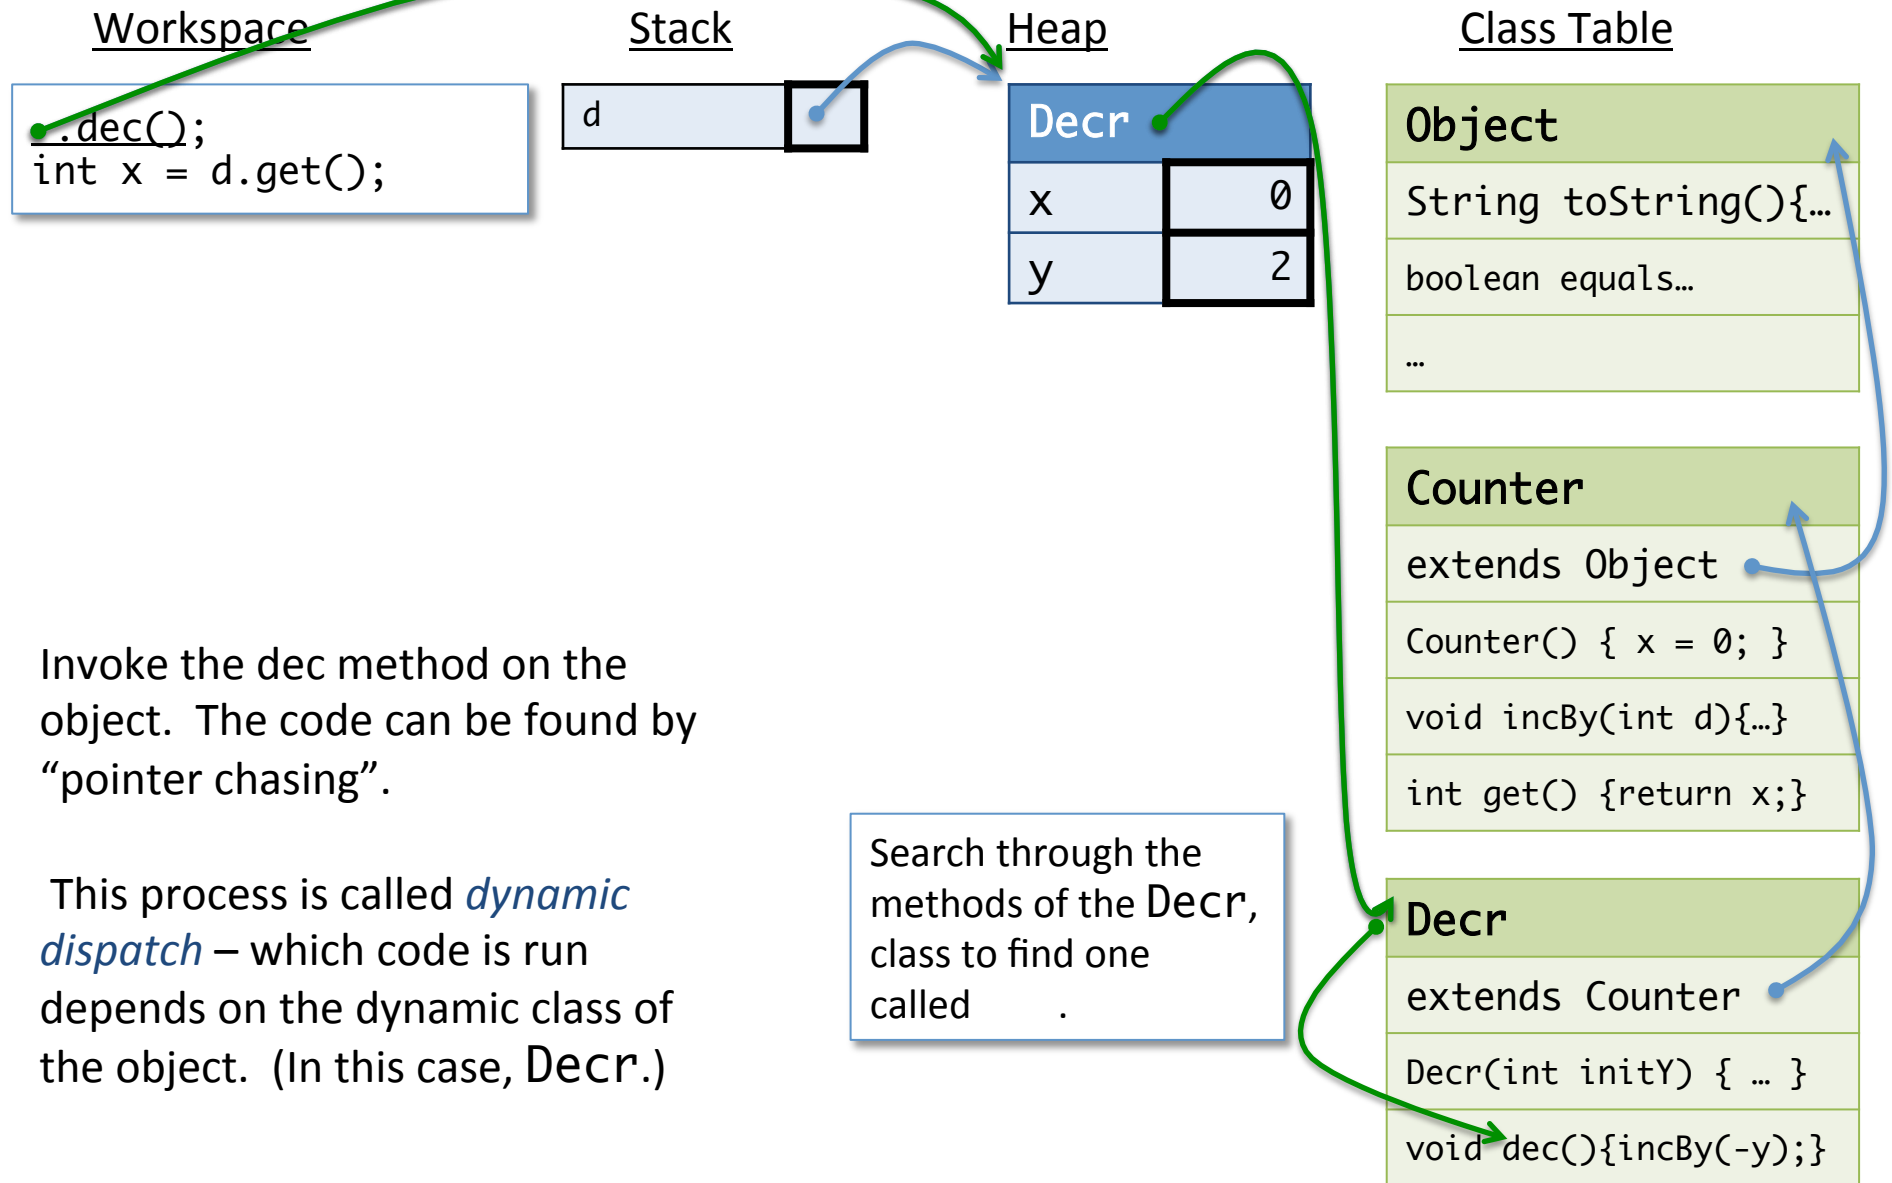 Workspace
Stack
Heap
Class Table
.dec();
int x = d.get();
d
Decr
x 0
y 2
Object
String toString(){…
boolean equals…
…
Counter
extends Object
Counter() { x = 0; }
void incBy(int d){…}
int get() {return x;}
Decr
extends Counter
Decr(int initY) { … }
void dec(){incBy(-y);}
Invoke the dec method on the
object. The code can be found by
“pointer chasing”.
This process is called dynamic
dispatch – which code is run
depends on the dynamic class of
the object. (In this case, Decr.)
Search through the
methods of the Decr,
class to find one
called .